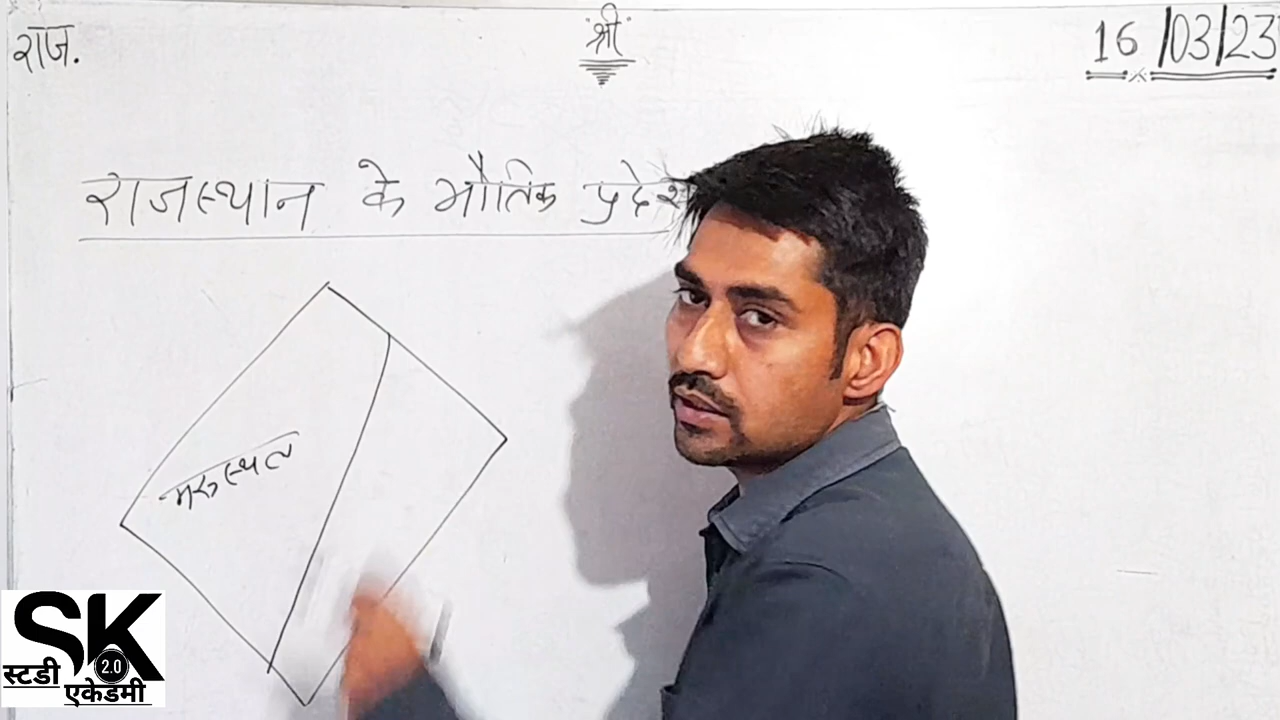 राज.
"श्री"
16/03/23
राजस्थान के भौतिक प्रदेश
मरुस्थल
SK
2.0
स्टडी
एकेडमी